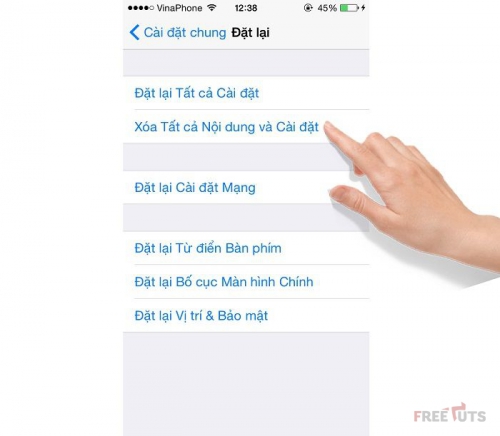 VinaPhone 12:38 45%
Cài đặt chung Đặt lại
Đặt lại Tất cả Cài đặt
Xóa Tất cả Nội dung và Cài đặt
Đặt lại Cài đặt Mạng
Đặt lại Từ điển Bàn phím
Đặt lại Bố cục Màn hình Chính
Đặt lại Vị trí & Bảo mật
FREETUTS